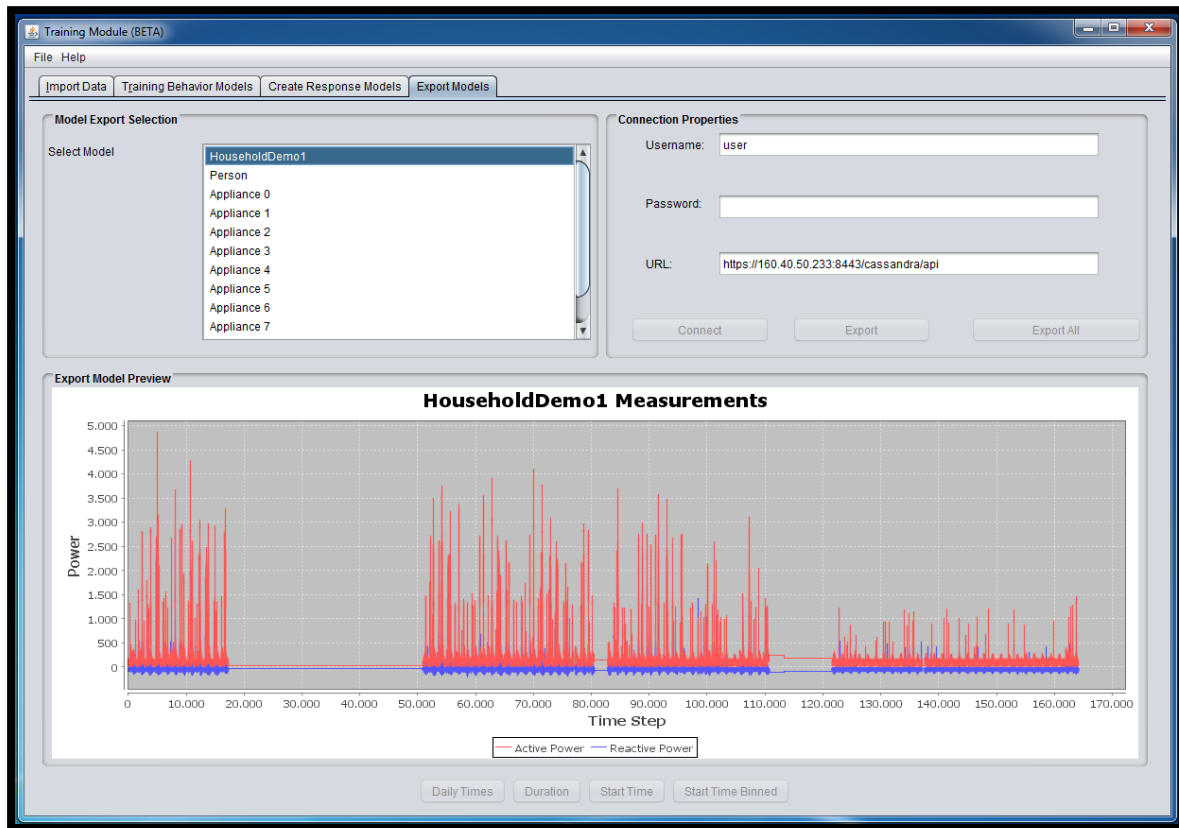 Training Module (BETA)
File Help
Import Data Training Behavior Models Create Response Models Export Models
Model Export Selection
Select Model
HouseholdDemo1
Person
Appliance 0
Appliance 1
Appliance 2
Appliance 3
Appliance 4
Appliance 5
Appliance 6
Appliance 7
Connection Properties
Username: user
Password:
URL: https://160.40.50.233:8443/cassandra/api
Connect Export Export All
Export Model Preview
HouseholdDemo1 Measurements
Power
5.000
4.500
4.000
3.500
3.000
2.500
2.000
1.500
1.000
500
0
0 10.000 20.000 30.000 40.000 50.000 60.000 70.000 80.000 90.000 100.000 110.000 120.000 130.000 140.000 150.000 160.000 170.000
Time Step
Active Power Reactive Power
Daily Times Duration Start Time Start Time Binned